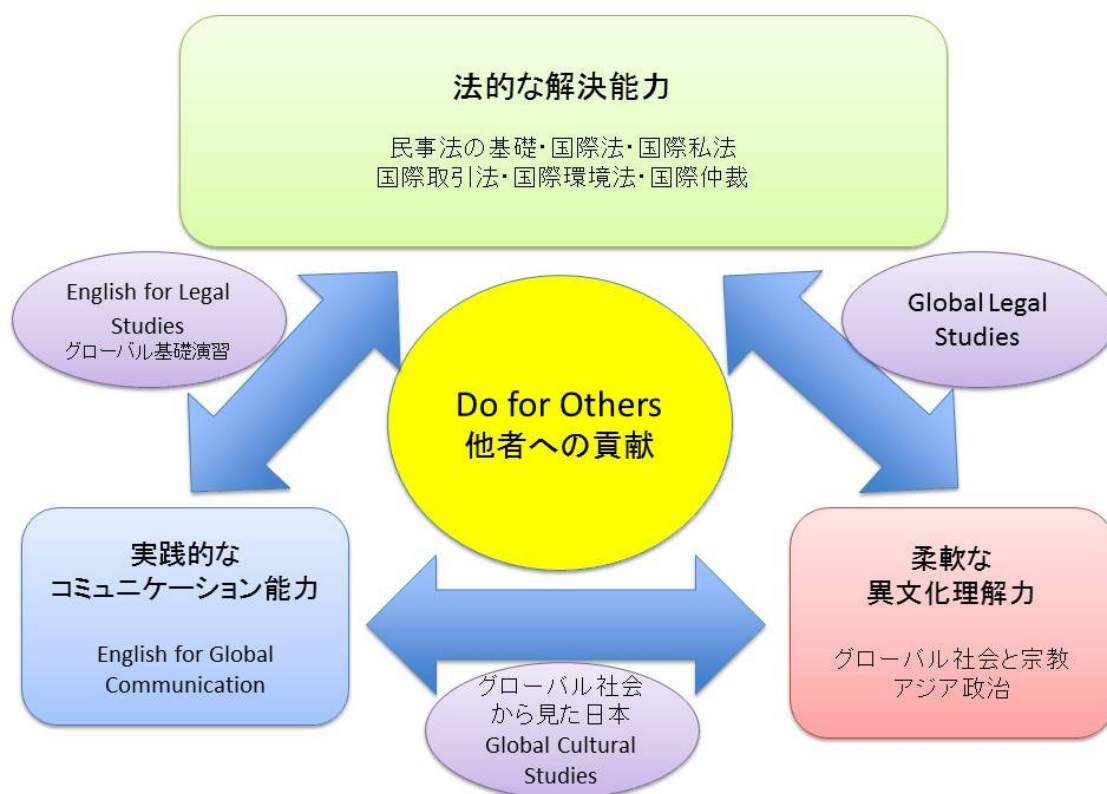 法的な解決能力
民事法の基礎・国際法・国際私法
国際取引法・国際環境法・国際仲裁
English for Legal
Studies
グローバル基礎演習
Global Legal
Studies
Do for Others
他者への貢献
実践的な
コミュニケーション能力
English for Global
Communication
柔軟な
異文化理解力
グローバル社会と宗教
アジア政治
グローバル社会
から見た日本
Global Cultural
Studies